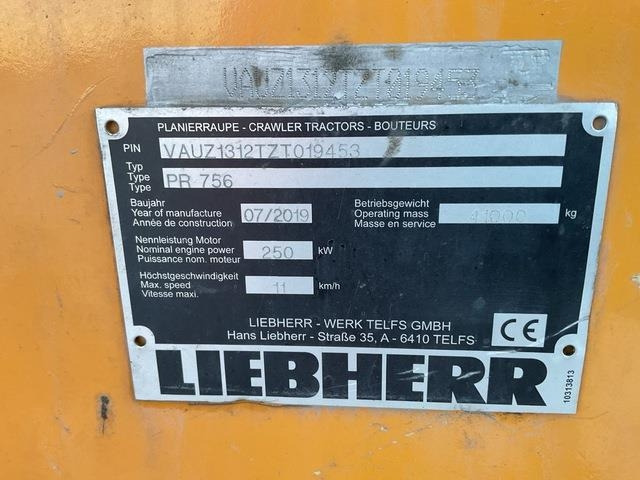 VAUZ1312TZT019453
PLANIERRAUPE - CRAWLER TRACTORS - BOUTEURS
PIN VAUZ1312TZT019453
Typ
Type PR 756
Type
Baujahr
Year of manufacture 07/2019
Année de construction
Betriebsgewicht
Operating mass 41000 kg
Masse en service
Nennleistung Motor
Nominal engine power 250 kW
Puissance nom. moteur
Höchstgeschwindigkeit
Max. speed 11 km/h
Vitesse maxi.
LIEBHERR - WERK TELFS GMBH
Hans Liebherr - Straße 35, A - 6410 TELFS
CE
LIEBHERR
10313813